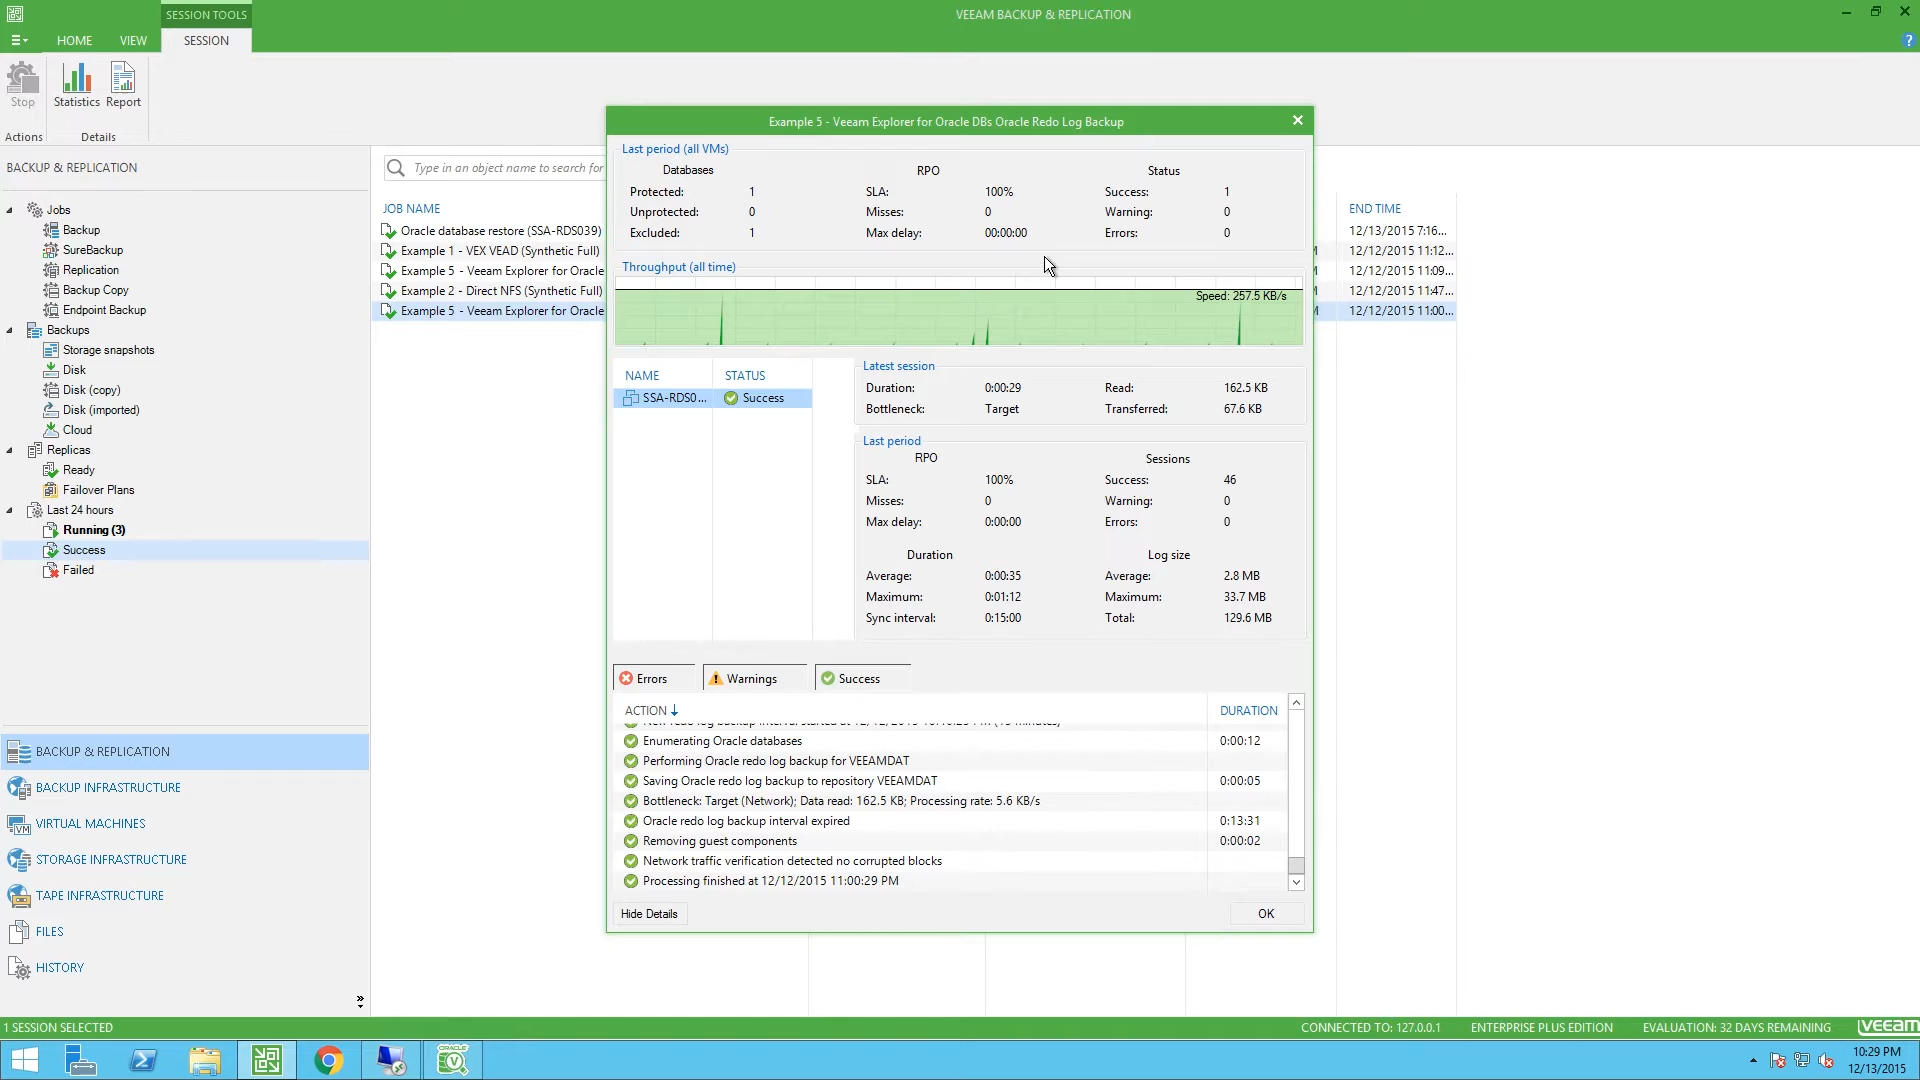 SESSION TOOLS
VEEAM BACKUP & REPLICATION
HOME
VIEW
SESSION
Stop
Statistics
Report
Actions
Details
BACKUP & REPLICATION
Jobs
Backup
SureBackup
Replication
Backup Copy
Endpoint Backup
Backups
Storage snapshots
Disk
Disk (copy)
Disk (imported)
Cloud
Replicas
Ready
Failover Plans
Last 24 hours
Running (3)
Success
Failed
BACKUP & REPLICATION
BACKUP INFRASTRUCTURE
VIRTUAL MACHINES
STORAGE INFRASTRUCTURE
TAPE INFRASTRUCTURE
FILES
HISTORY
Type in an object name to search for
JOB NAME
END TIME
Oracle database restore (SSA-RDS039)
12/13/2015 7:16...
Example 1 - VEX VEAD (Synthetic Full)
12/12/2015 11:12...
Example 5 - Veeam Explorer for Oracle
12/12/2015 11:09...
Example 2 - Direct NFS (Synthetic Full)
12/12/2015 11:47...
Example 5 - Veeam Explorer for Oracle
12/12/2015 11:00...
Example 5 - Veeam Explorer for Oracle DBs Oracle Redo Log Backup
Last period (all VMs)
Databases
RPO
Status
Protected: 1
SLA: 100%
Success: 1
Unprotected: 0
Misses: 0
Warning: 0
Excluded: 1
Max delay: 00:00:00
Errors: 0
Throughput (all time)
Speed: 257.5 KB/s
NAME
STATUS
SSA-RDS0...
Success
Latest session
Duration: 0:00:29
Read: 162.5 KB
Bottleneck: Target
Transferred: 67.6 KB
Last period
RPO
Sessions
SLA: 100%
Success: 46
Misses: 0
Warning: 0
Max delay: 0:00:00
Errors: 0
Duration
Log size
Average: 0:00:35
Average: 2.8 MB
Maximum: 0:01:12
Maximum: 33.7 MB
Sync interval: 0:15:00
Total: 129.6 MB
Errors
Warnings
Success
ACTION
DURATION
Enumerating Oracle databases 0:00:12
Performing Oracle redo log backup for VEEAMDAT
Saving Oracle redo log backup to repository VEEAMDAT 0:00:05
Bottleneck: Target (Network); Data read: 162.5 KB; Processing rate: 5.6 KB/s
Oracle redo log backup interval expired 0:13:31
Removing guest components 0:00:02
Network traffic verification detected no corrupted blocks
Processing finished at 12/12/2015 11:00:29 PM
Hide Details
OK
1 SESSION SELECTED
CONNECTED TO: 127.0.0.1
ENTERPRISE PLUS EDITION
EVALUATION: 32 DAYS REMAINING
veeam
10:29 PM
12/13/2015